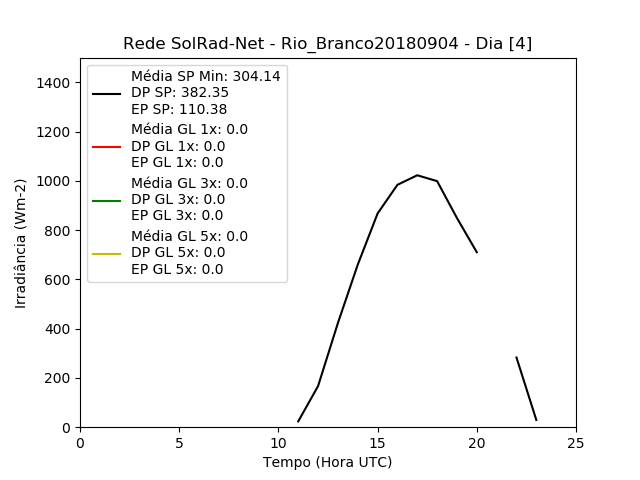 Rede SolRad-Net - Rio_Branco20180904 - Dia [4]
Média SP Min: 304.14
DP SP: 382.35
EP SP: 110.38
Média GL 1x: 0.0
DP GL 1x: 0.0
EP GL 1x: 0.0
Média GL 3x: 0.0
DP GL 3x: 0.0
EP GL 3x: 0.0
Média GL 5x: 0.0
DP GL 5x: 0.0
EP GL 5x: 0.0
Irradiância (Wm-2)
1400
1200
1000
800
600
400
200
0
0 5 10 15 20 25
Tempo (Hora UTC)